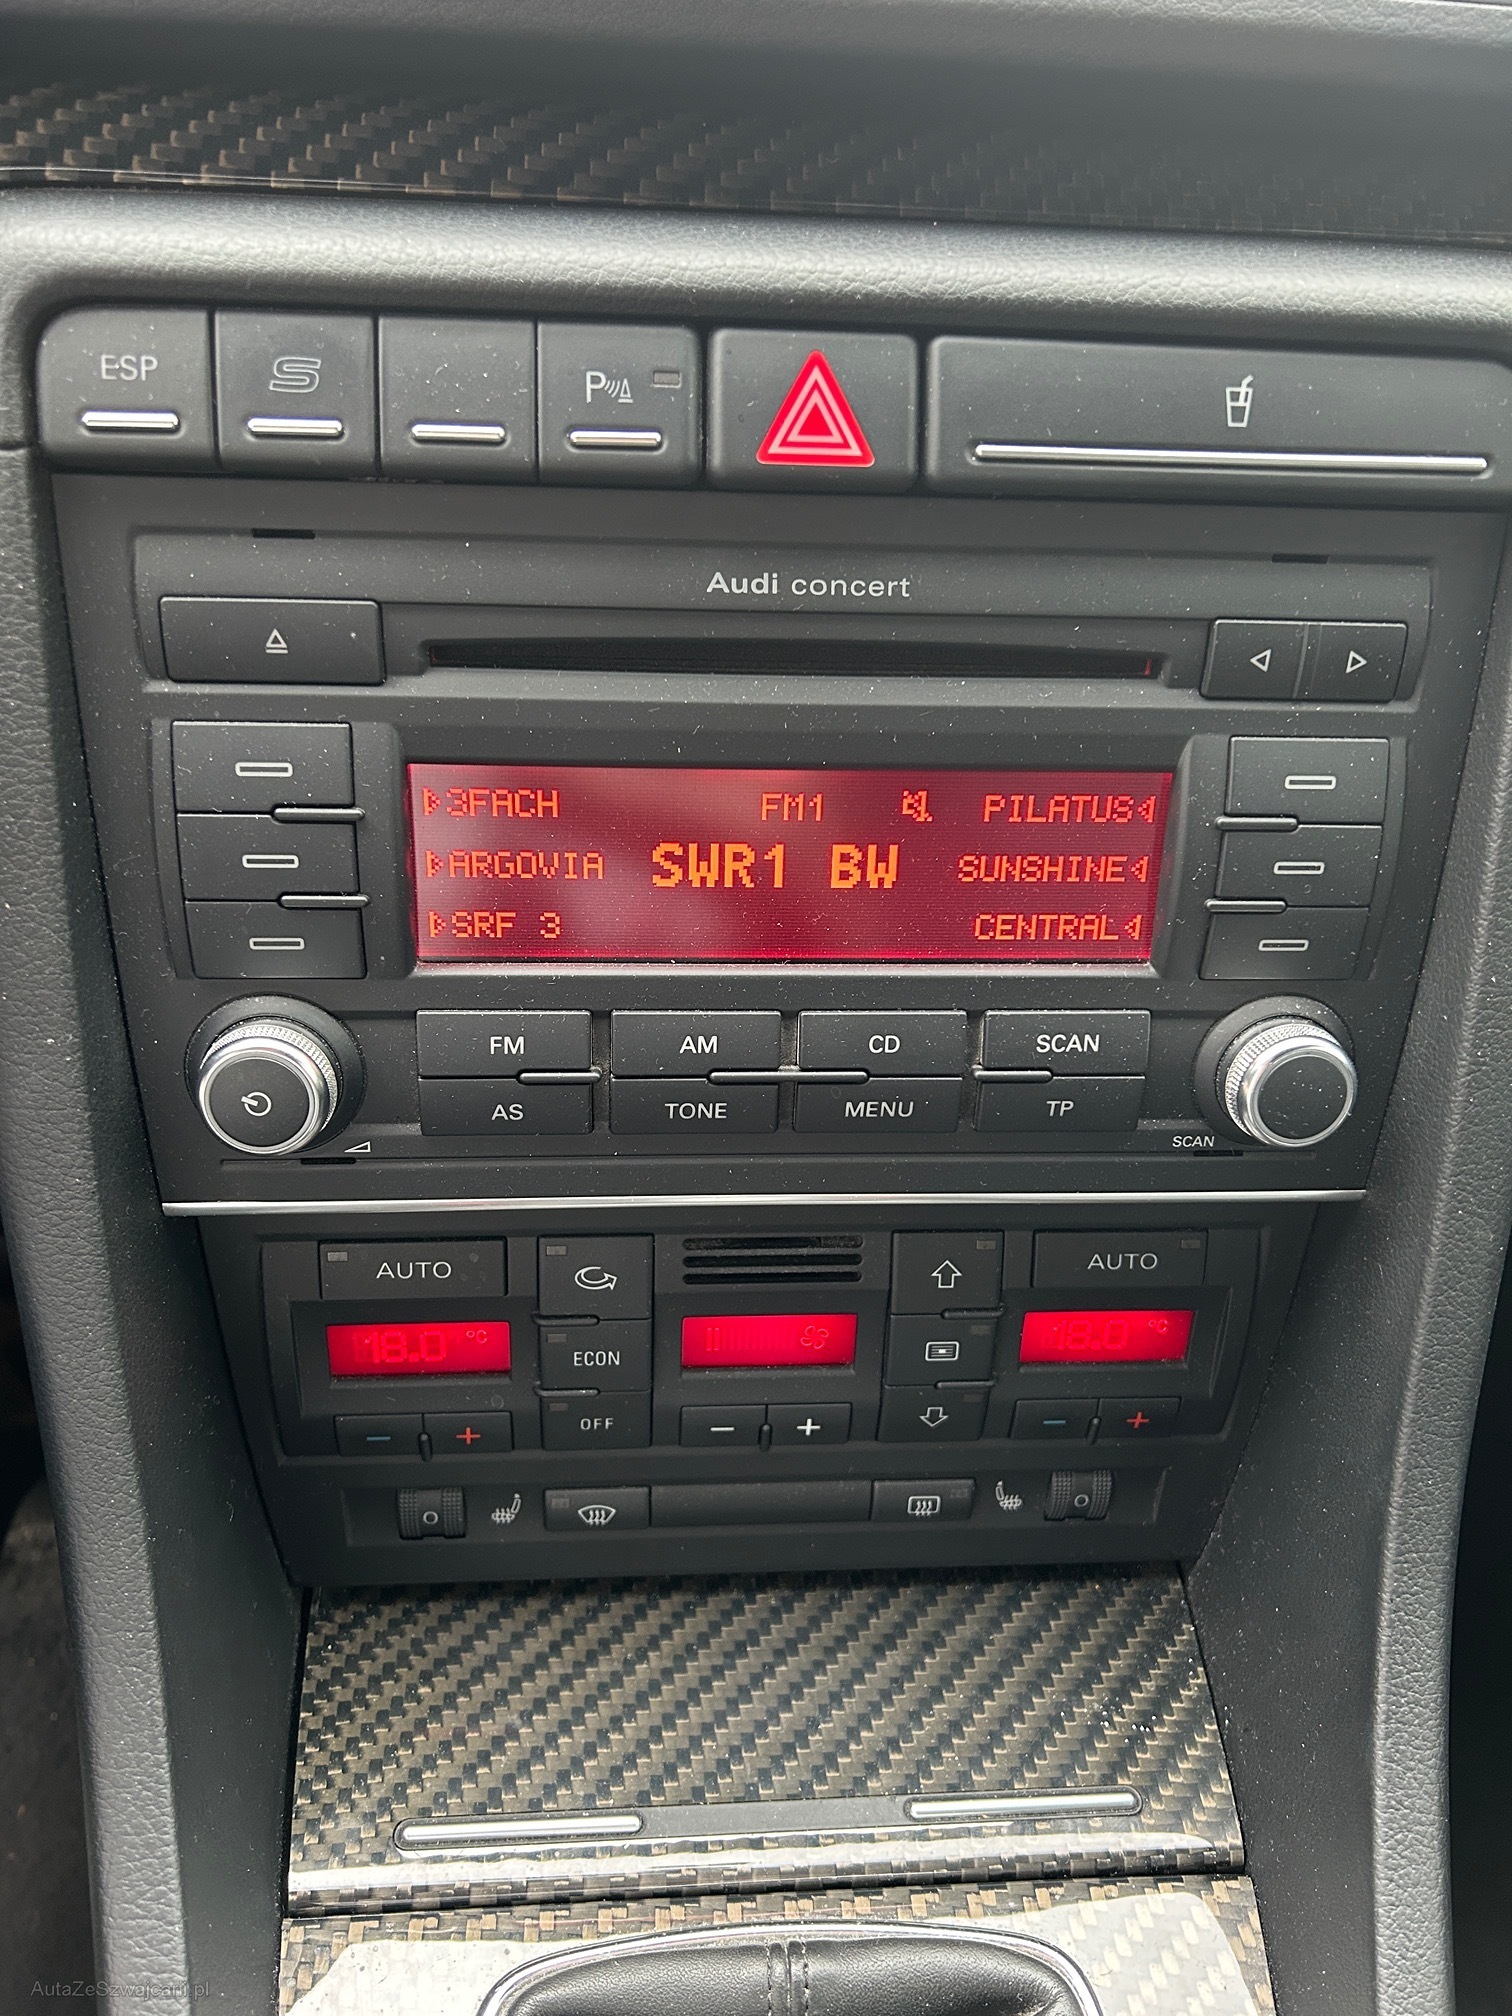 ESP
S
P
Audi concert
3FACH FM1 PILATUS
ARGOVIA SWR1 BW SUNSHINE
SRF 3 CENTRAL
FM AM CD SCAN
AS TONE MENU TP
SCAN
AUTO AUTO
18.0 °C 18.0 °C
ECON
OFF
AutaZeSzwajcarii.pl